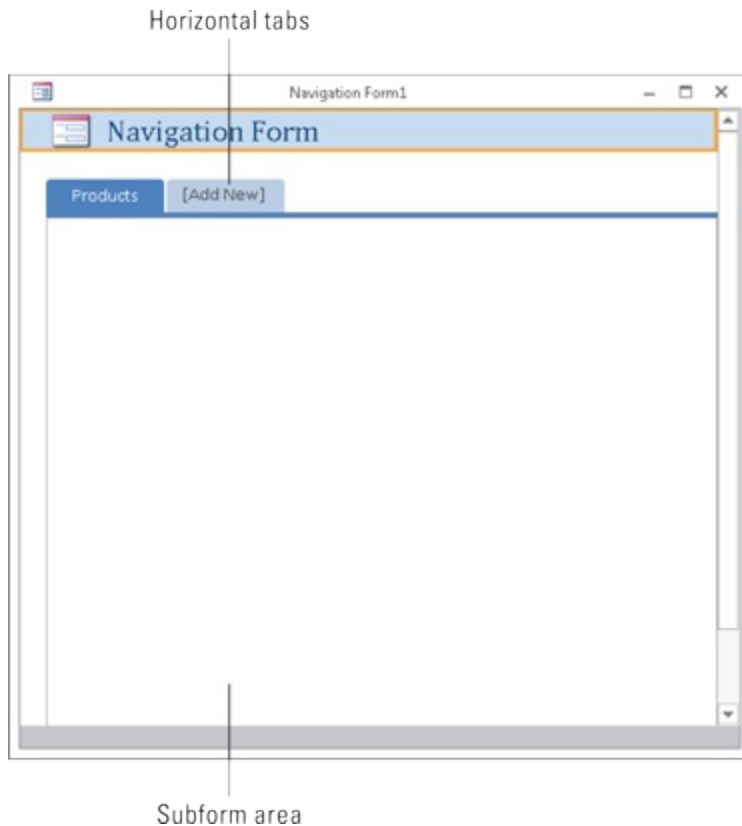 Horizontal tabs
Navigation Form1
Navigation Form
Products [Add New]
Subform area